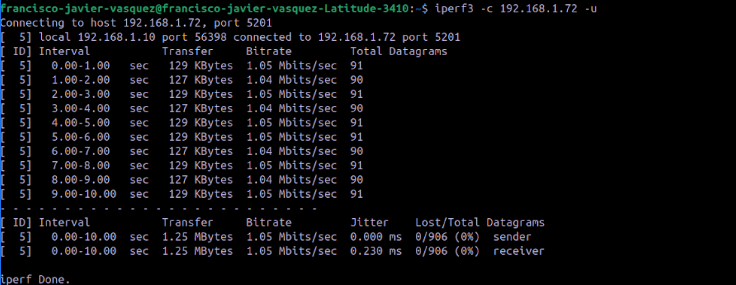 francisco-javier-vasquez@francisco-javier-vasquez-Latitude-3410:~$ iperf3 -c 192.168.1.72 -u
Connecting to host 192.168.1.72, port 5201
[  5] local 192.168.1.10 port 56398 connected to 192.168.1.72 port 5201
[ ID] Interval           Transfer     Bitrate         Total Datagrams
[  5]   0.00-1.00   sec   129 KBytes  1.05 Mbits/sec  91
[  5]   1.00-2.00   sec   127 KBytes  1.04 Mbits/sec  90
[  5]   2.00-3.00   sec   129 KBytes  1.05 Mbits/sec  91
[  5]   3.00-4.00   sec   127 KBytes  1.04 Mbits/sec  90
[  5]   4.00-5.00   sec   129 KBytes  1.05 Mbits/sec  91
[  5]   5.00-6.00   sec   129 KBytes  1.05 Mbits/sec  91
[  5]   6.00-7.00   sec   127 KBytes  1.04 Mbits/sec  90
[  5]   7.00-8.00   sec   129 KBytes  1.05 Mbits/sec  91
[  5]   8.00-9.00   sec   127 KBytes  1.04 Mbits/sec  90
[  5]   9.00-10.00  sec   129 KBytes  1.05 Mbits/sec  91
- - - - - - - - - - - - - - - - - - - - - - - - -
[ ID] Interval           Transfer     Bitrate         Jitter    Lost/Total Datagrams
[  5]   0.00-10.00  sec  1.25 MBytes  1.05 Mbits/sec  0.000 ms  0/906 (0%)  sender
[  5]   0.00-10.00  sec  1.25 MBytes  1.05 Mbits/sec  0.230 ms  0/906 (0%)  receiver
iperf Done.